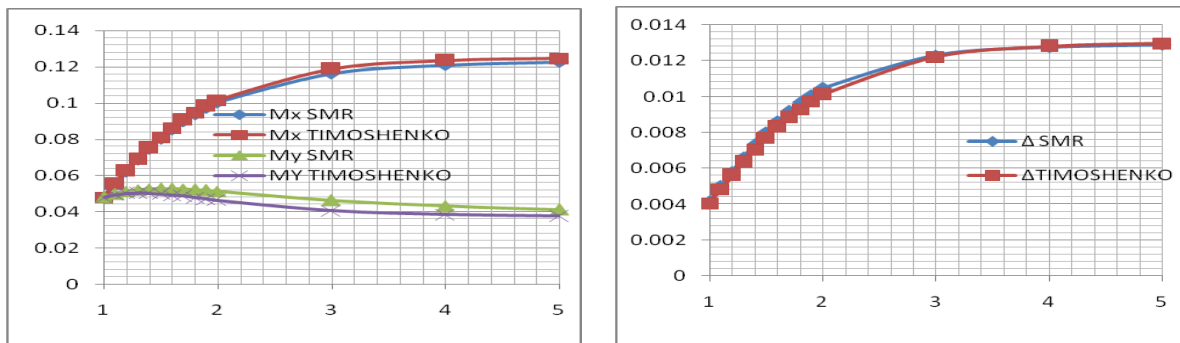 0.14
0.12
0.1
0.08
0.06
0.04
0.02
0
Mx SMR
Mx TIMOSHENKO
My SMR
MY TIMOSHENKO
1 2 3 4 5
0.014
0.012
0.01
0.008
0.006
0.004
0.002
0
Δ SMR
ΔTIMOSHENKO
1 2 3 4 5